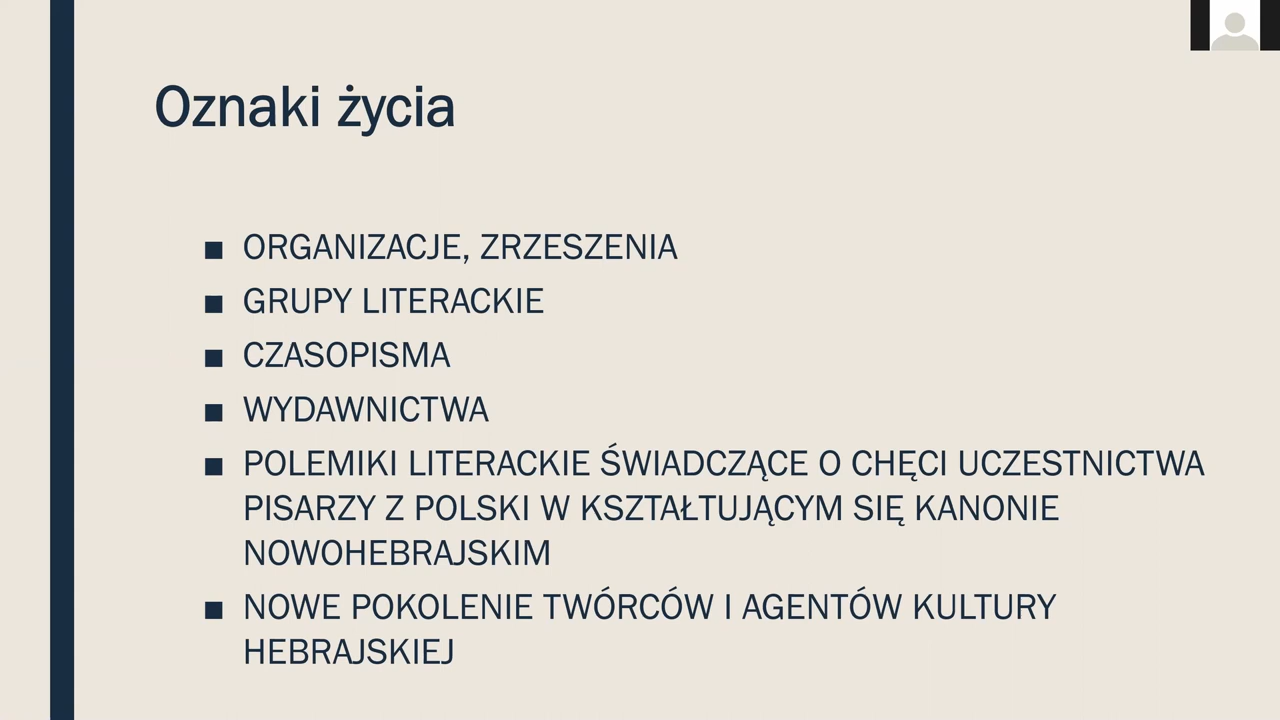 Oznaki życia
■ ORGANIZACJE, ZRZESZENIA
■ GRUPY LITERACKIE
■ CZASOPISMA
■ WYDAWNICTWA
■ POLEMIKI LITERACKIE ŚWIADCZĄCE O CHĘCI UCZESTNICTWA
PISARZY Z POLSKI W KSZTAŁTUJĄCYM SIĘ KANONIE
NOWOHEBRAJSKIM
■ NOWE POKOLENIE TWÓRCÓW I AGENTÓW KULTURY
HEBRAJSKIEJ